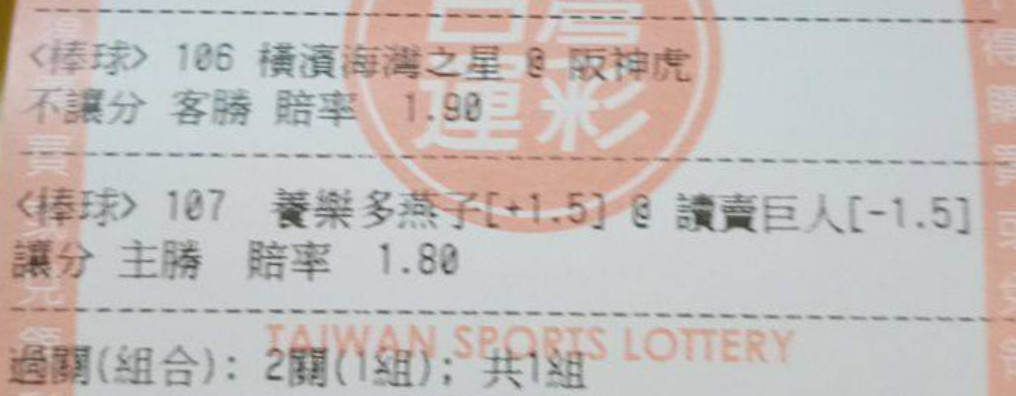 <棒球> 106 橫濱海灣之星 @ 阪神虎
不讓分 客勝 賠率 1.90
<棒球> 107 養樂多燕子[+1.5] @ 讀賣巨人[-1.5]
讓分 主勝 賠率 1.80
TAIWAN SPORTS LOTTERY
過關(組合): 2關(1組); 共1組
運彩